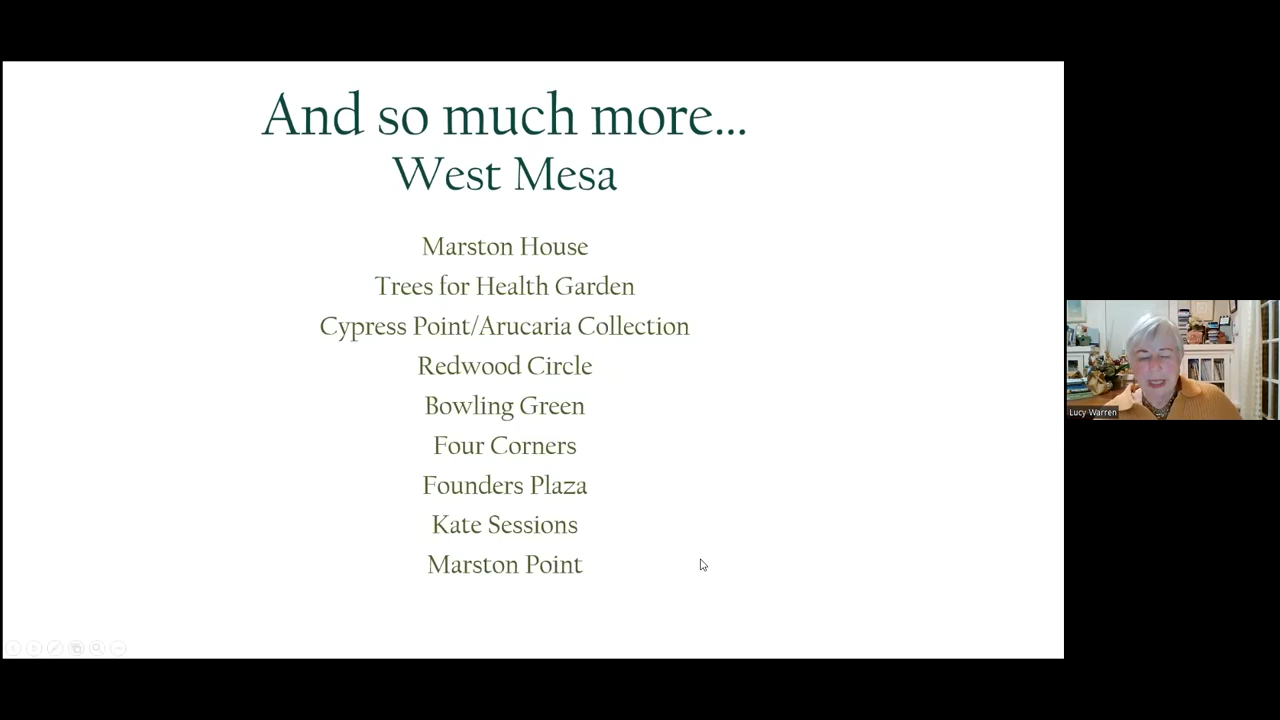 And so much more...
West Mesa
Marston House
Trees for Health Garden
Cypress Point/Arucaria Collection
Redwood Circle
Bowling Green
Four Corners
Founders Plaza
Kate Sessions
Marston Point
Lucy Warren